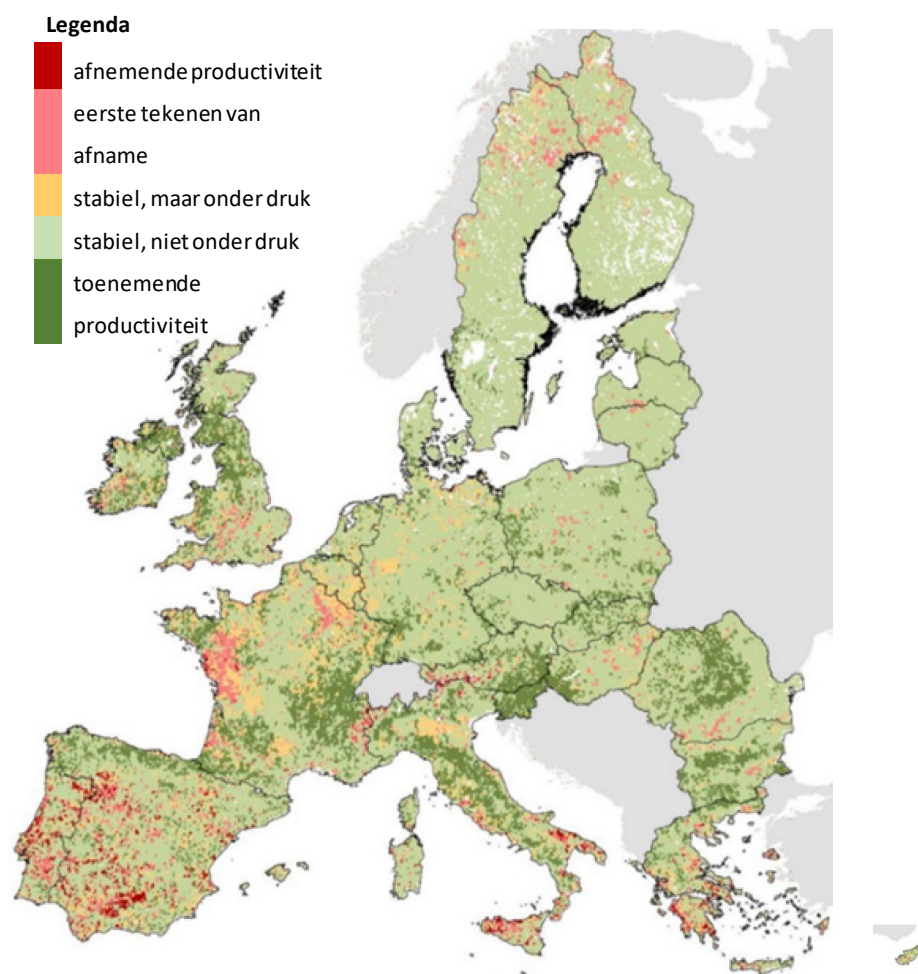 Legenda
afnemende productiviteit
eerste tekenen van
afname
stabiel, maar onder druk
stabiel, niet onder druk
toenemende
productiviteit